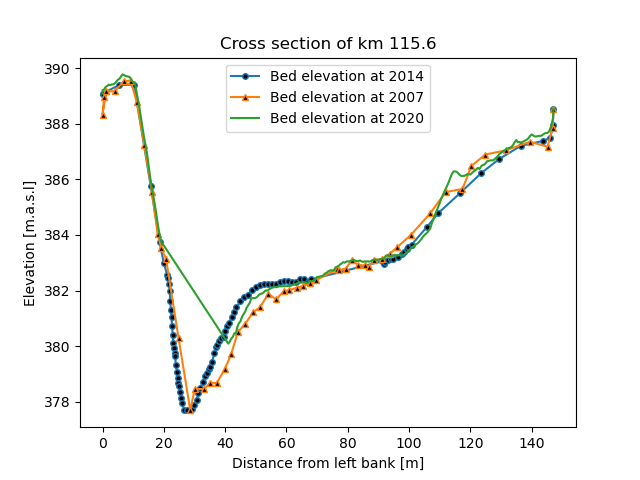 Cross section of km 115.6
Bed elevation at 2014
Bed elevation at 2007
Bed elevation at 2020
Elevation [m.a.s.l]
390
388
386
384
382
380
378
0 20 40 60 80 100 120 140
Distance from left bank [m]